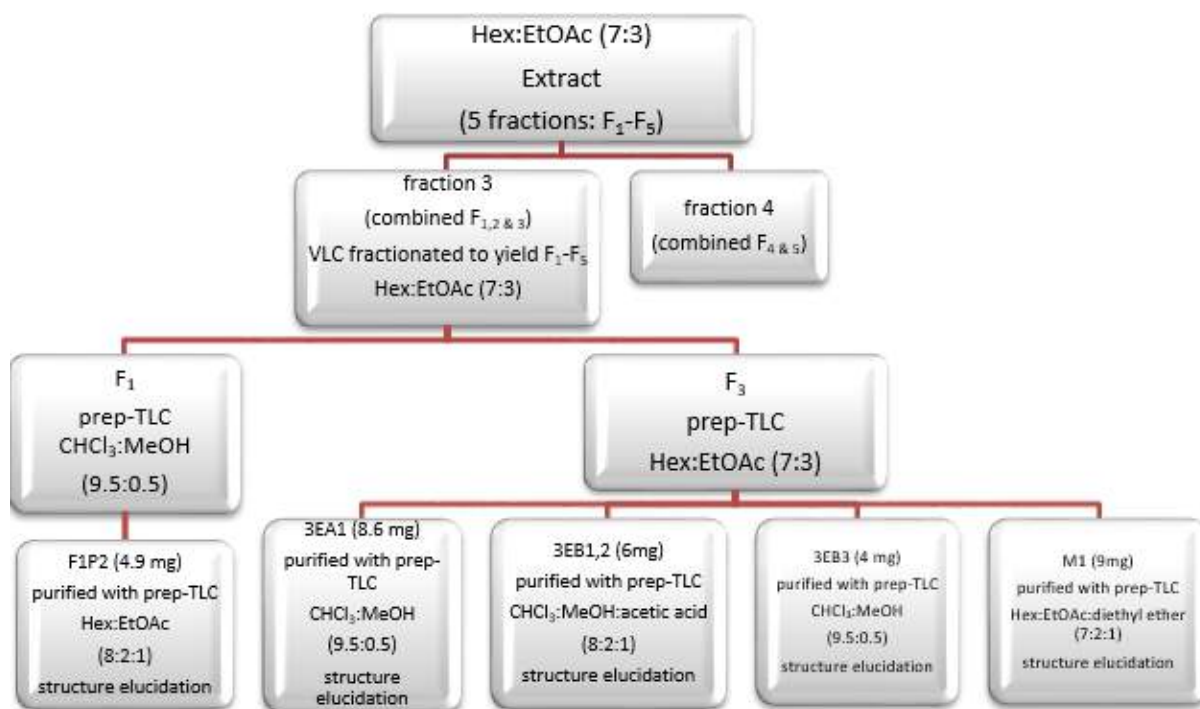 Hex:EtOAc (7:3)
Extract
(5 fractions: F₁-F₅)
fraction 3
(combined F₁,₂ & ₃)
VLC fractionated to yield F₁-F₅
Hex:EtOAc (7:3)
fraction 4
(combined F₄ & ₅)
F₁
prep-TLC
CHCl₃:MeOH
(9.5:0.5)
F₃
prep-TLC
Hex:EtOAc (7:3)
F1P2 (4.9 mg)
purified with prep-TLC
Hex:EtOAc
(8:2:1)
structure elucidation
3EA1 (8.6 mg)
purified with prep-
TLC
CHCl₃:MeOH
(9.5:0.5)
structure
elucidation
3EB1,2 (6mg)
purified with prep-TLC
CHCl₃:MeOH:acetic acid
(8:2:1)
structure elucidation
3EB3 (4 mg)
purified with prep-TLC
CHCl₃:MeOH
(9.5:0.5)
structure elucidation
M1 (9mg)
purified with prep-TLC
Hex:EtOAc:diethyl ether
(7:2:1)
structure elucidation